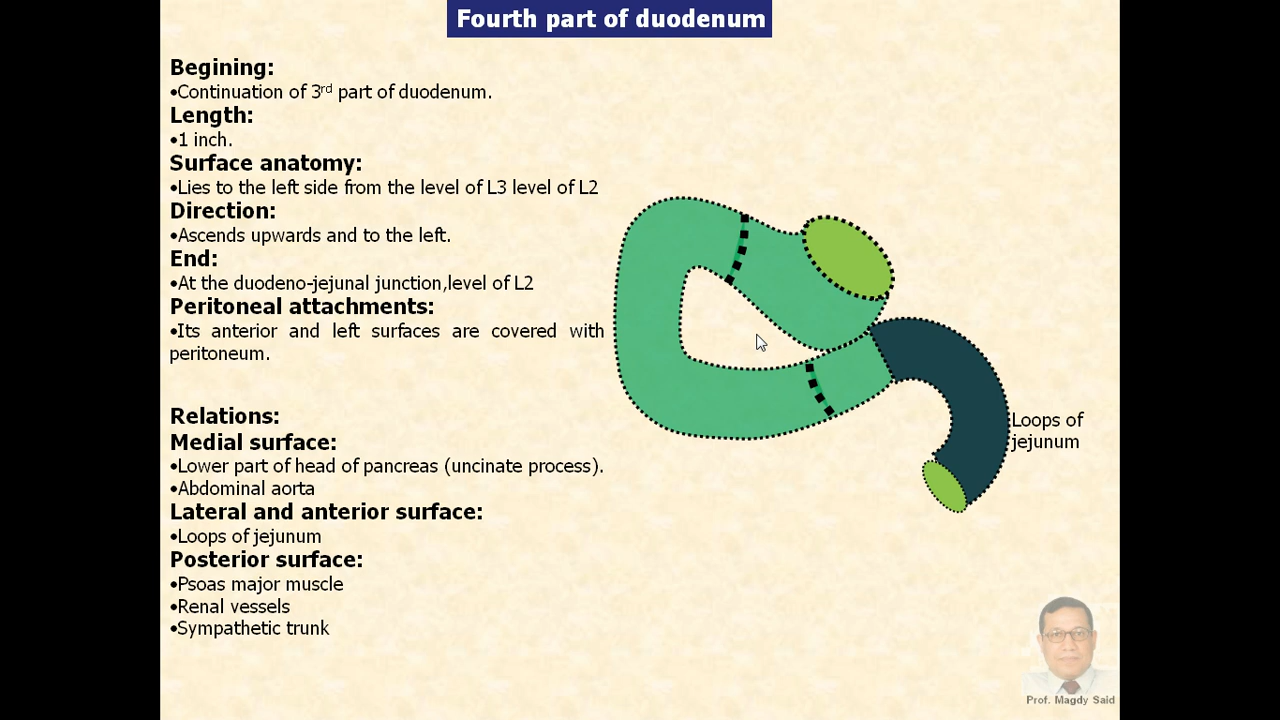 Fourth part of duodenum
Begining:
•Continuation of 3rd part of duodenum.
Length:
•1 inch.
Surface anatomy:
•Lies to the left side from the level of L3 level of L2
Direction:
•Ascends upwards and to the left.
End:
•At the duodeno-jejunal junction,level of L2
Peritoneal attachments:
•Its anterior and left surfaces are covered with
peritoneum.
Relations:
Medial surface:
•Lower part of head of pancreas (uncinate process).
•Abdominal aorta
Lateral and anterior surface:
•Loops of jejunum
Posterior surface:
•Psoas major muscle
•Renal vessels
•Sympathetic trunk
Loops of
jejunum
Prof. Magdy Said